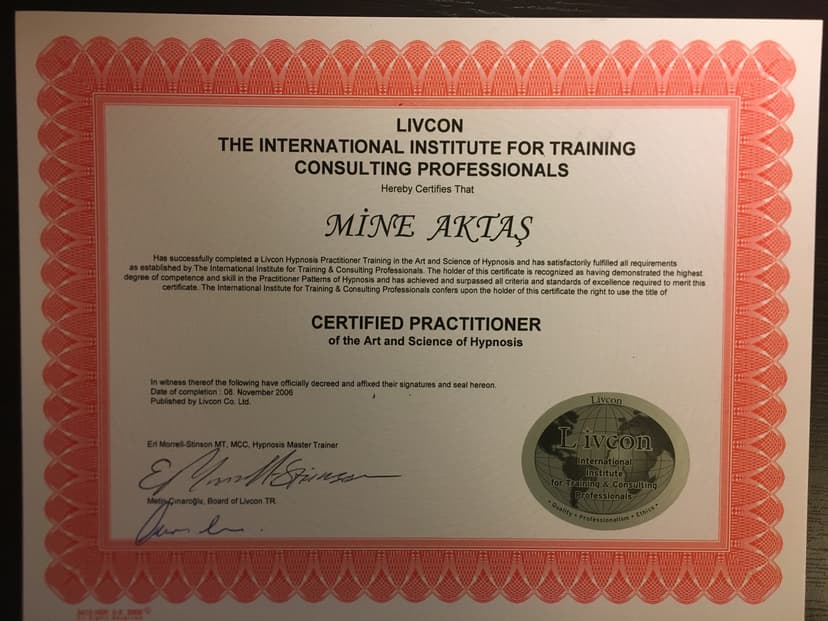 LIVCON
THE INTERNATIONAL INSTITUTE FOR TRAINING
CONSULTING PROFESSIONALS
Hereby Certifies That
MİNE AKTAŞ
Has successfully completed a Livcon Hypnosis Practitioner Training in the Art and Science of Hypnosis and has satisfactorily fulfilled all requirements
as established by The International Institute for Training & Consulting Professionals. The holder of this certificate is recognized as having demonstrated the highest
degree of competence and skill in the Practitioner Patterns of Hypnosis and has achieved and surpassed all criteria and standards of excellence required to merit this
certificate. The International Institute for Training & Consulting Professionals confers upon the holder of this certificate the right to use the title of
CERTIFIED PRACTITIONER
of the Art and Science of Hypnosis
In witness thereof the following have officially decreed and affixed their signatures and seal hereon.
Date of completion : 08. November 2006
Published by Livcon Co. Ltd.
Eri Morrell-Stinson MT, MCC, Hypnosis Master Trainer
Metin Çınaroğlu, Board of Livcon TR.
Livcon
Livcon
International
Institute
for Training & Consulting
Professionals
• Quality • Professionalism • Ethics •